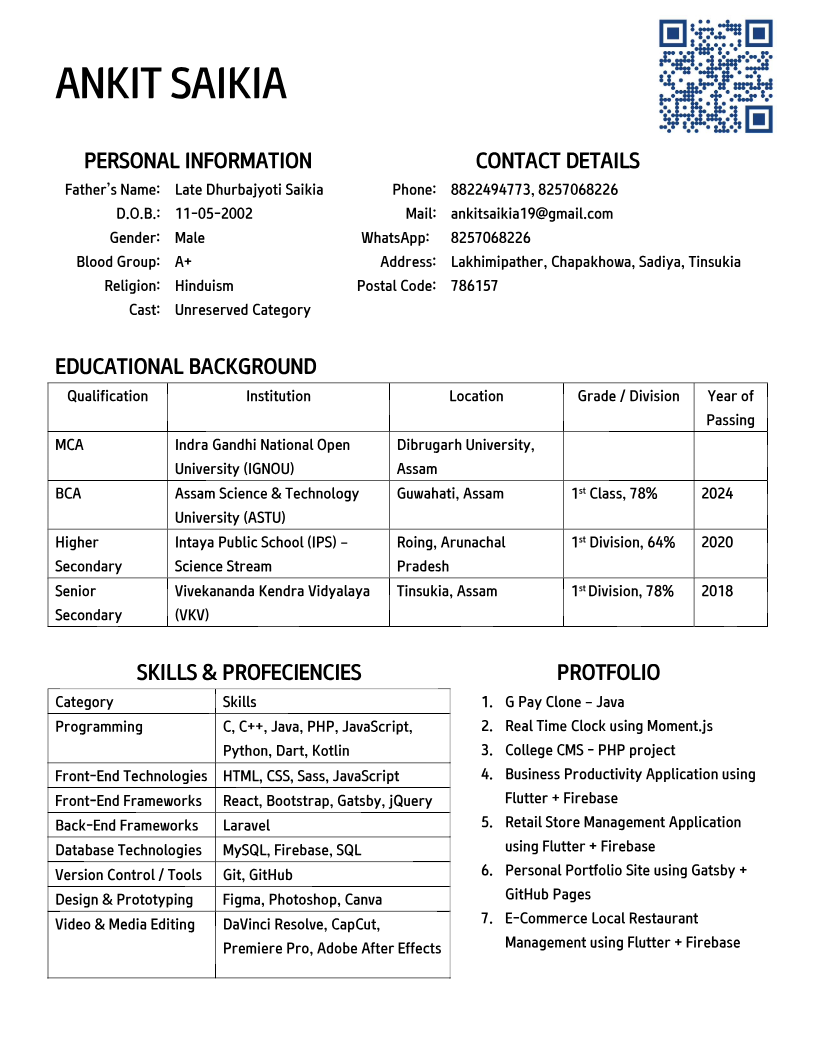 ANKIT SAIKIA
PERSONAL INFORMATION
Father's Name: Late Dhurbajyoti Saikia
D.O.B.: 11-05-2002
Gender: Male
Blood Group: A+
Religion: Hinduism
Cast: Unreserved Category
CONTACT DETAILS
Phone: 8822494773, 8257068226
Mail: ankitsaikia19@gmail.com
WhatsApp: 8257068226
Address: Lakhimipather, Chapakhowa, Sadiya, Tinsukia
Postal Code: 786157
EDUCATIONAL BACKGROUND
Qualification Institution Location Grade / Division Year of
Passing
MCA Indra Gandhi National Open Dibrugarh University,
University (IGNOU) Assam
BCA Assam Science & Technology Guwahati, Assam 1st Class, 78% 2024
University (ASTU)
Higher Intaya Public School (IPS) – Roing, Arunachal 1st Division, 64% 2020
Secondary Science Stream Pradesh
Senior Vivekananda Kendra Vidyalaya Tinsukia, Assam 1st Division, 78% 2018
Secondary (VKV)
SKILLS & PROFECIENCIES
Category Skills
Programming C, C++, Java, PHP, JavaScript,
Python, Dart, Kotlin
Front-End Technologies HTML, CSS, Sass, JavaScript
Front-End Frameworks React, Bootstrap, Gatsby, jQuery
Back-End Frameworks Laravel
Database Technologies MySQL, Firebase, SQL
Version Control / Tools Git, GitHub
Design & Prototyping Figma, Photoshop, Canva
Video & Media Editing DaVinci Resolve, CapCut,
Premiere Pro, Adobe After Effects
PROTFOLIO
1. G Pay Clone – Java
2. Real Time Clock using Moment.js
3. College CMS - PHP project
4. Business Productivity Application using
Flutter + Firebase
5. Retail Store Management Application
using Flutter + Firebase
6. Personal Portfolio Site using Gatsby +
GitHub Pages
7. E-Commerce Local Restaurant
Management using Flutter + Firebase